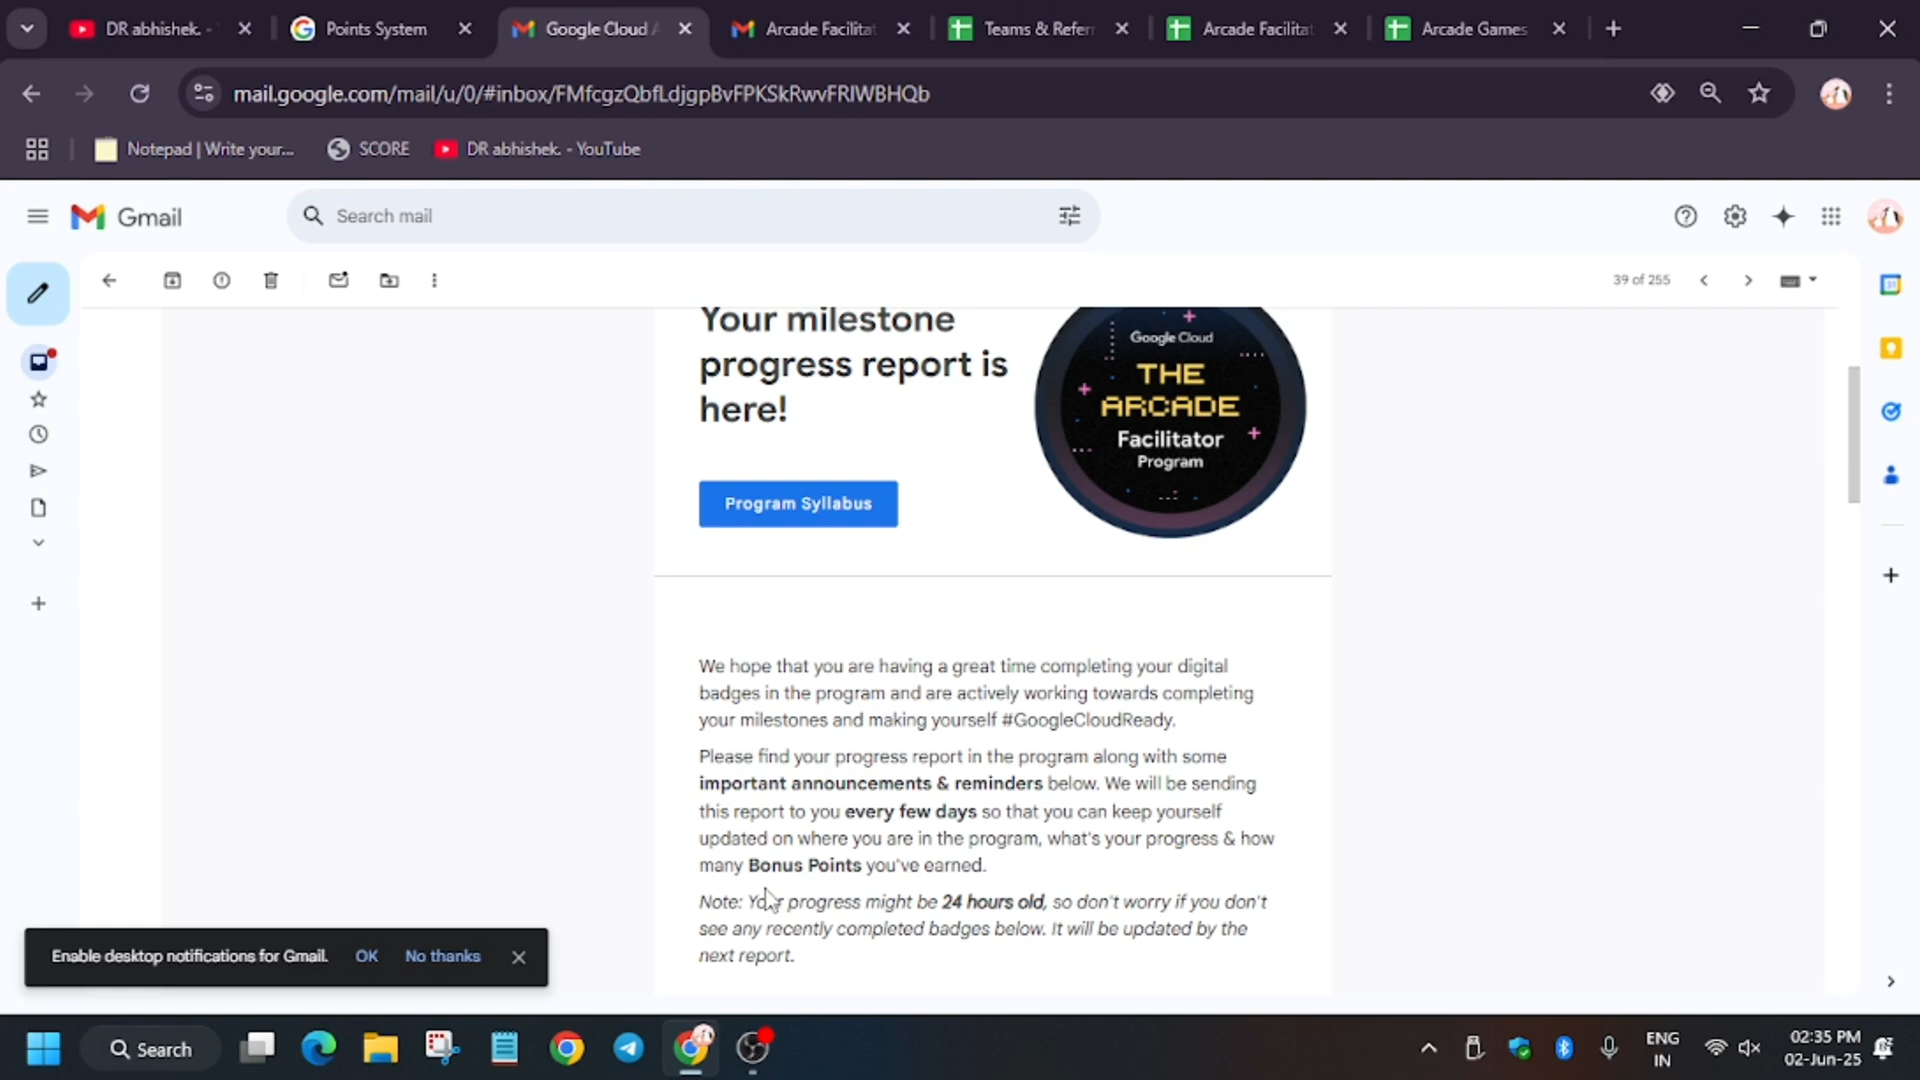 DR abhishek. -
Points System
Google Cloud A
Arcade Facilitat
Teams & Referr
Arcade Facilitat
Arcade Games
mail.google.com/mail/u/0/#inbox/FMfcgzQbfLdjgpBvFPKSkRwvFRlWBHQb
Notepad | Write your...
SCORE
DR abhishek. - YouTube
Gmail
Search mail
39 of 255
Your milestone
progress report is
here!
Program Syllabus
Google Cloud
THE
ARCADE
Facilitator
Program
We hope that you are having a great time completing your digital
badges in the program and are actively working towards completing
your milestones and making yourself #GoogleCloudReady.
Please find your progress report in the program along with some
important announcements & reminders below. We will be sending
this report to you every few days so that you can keep yourself
updated on where you are in the program, what's your progress & how
many Bonus Points you've earned.
Note: Your progress might be 24 hours old, so don't worry if you don't
see any recently completed badges below. It will be updated by the
next report.
Enable desktop notifications for Gmail.
OK
No thanks
Search
ENG
IN
02:35 PM
02-Jun-25